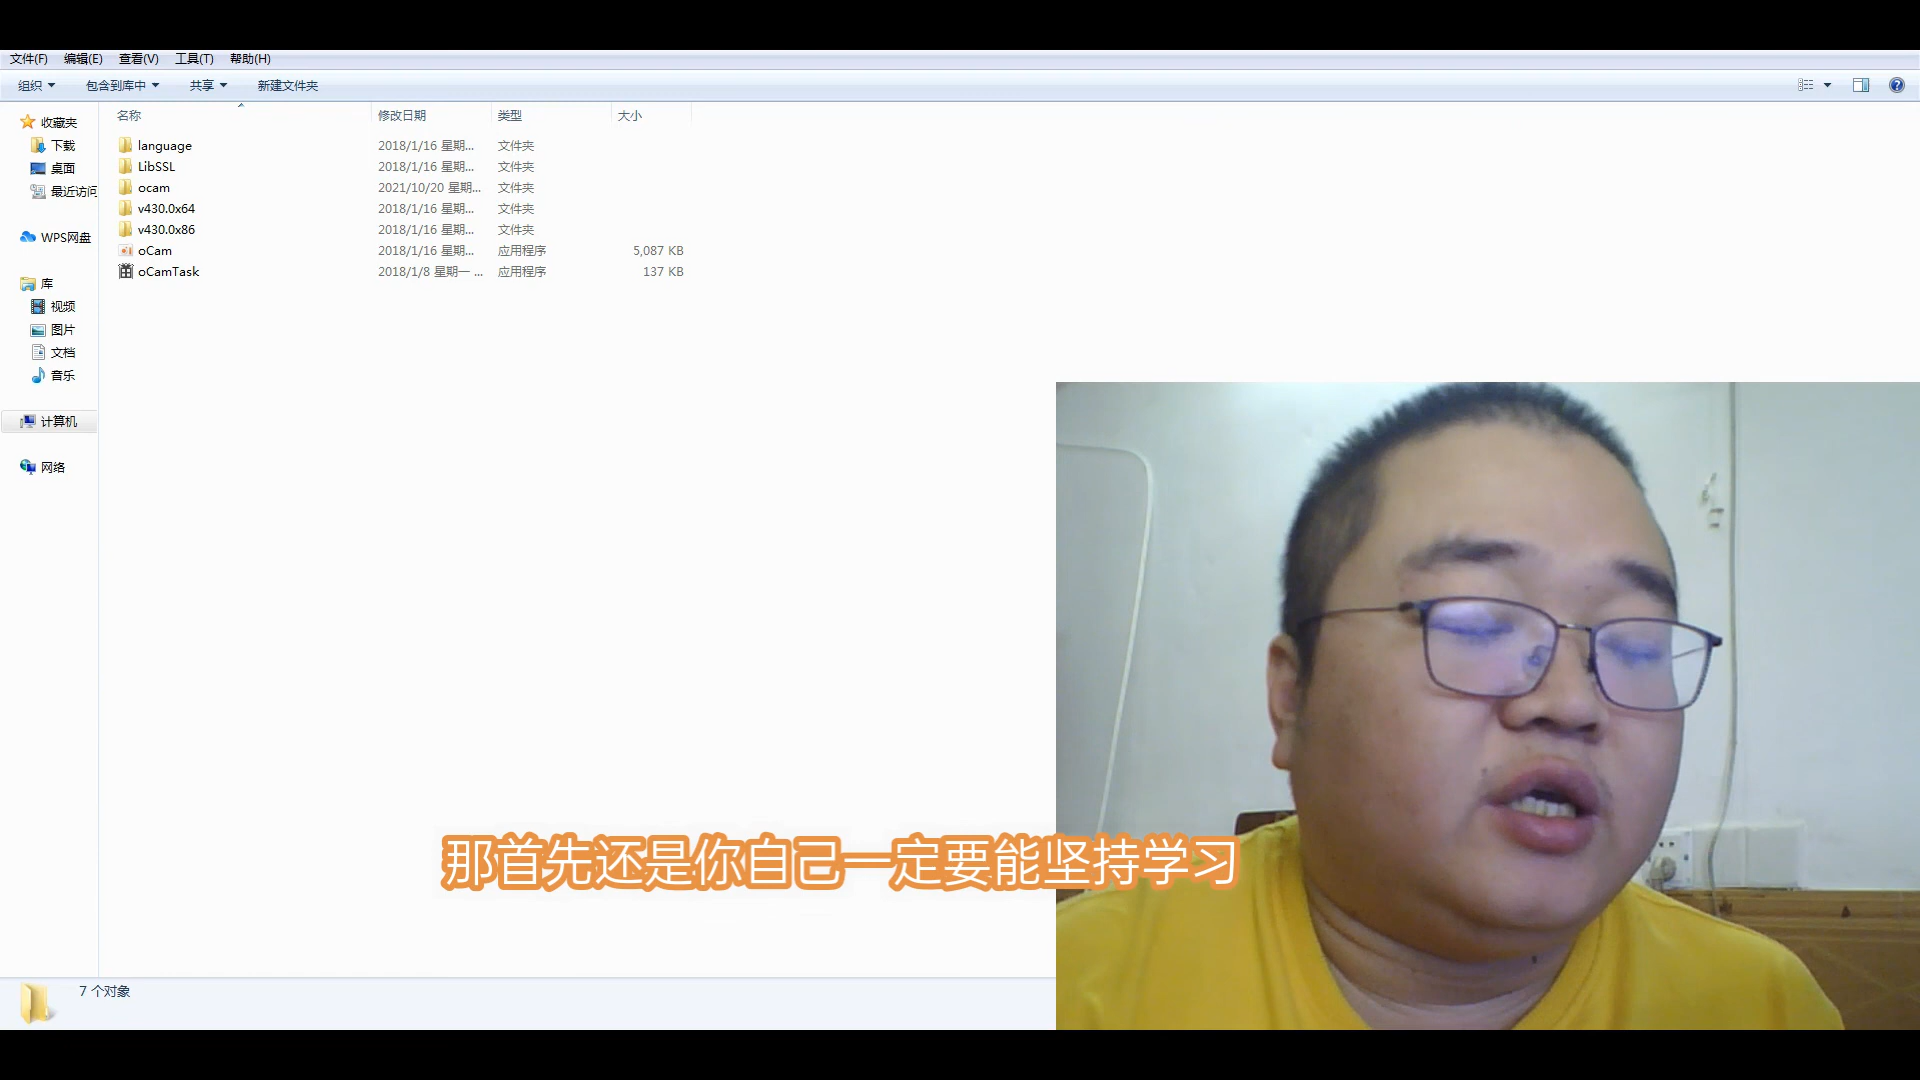 文件(F) 编辑(E) 查看(V) 工具(T) 帮助(H)
组织 包含到库中 共享 新建文件夹
名称 修改日期 类型 大小
收藏夹
下载
桌面
最近访问
WPS网盘
库
视频
图片
文档
音乐
计算机
网络
language 2018/1/16 星期... 文件夹
LibSSL 2018/1/16 星期... 文件夹
ocam 2021/10/20 星期... 文件夹
v430.0x64 2018/1/16 星期... 文件夹
v430.0x86 2018/1/16 星期... 文件夹
oCam 2018/1/16 星期... 应用程序 5,087 KB
oCamTask 2018/1/8 星期一 ... 应用程序 137 KB
那首先还是你自己一定要能坚持学习
7 个对象